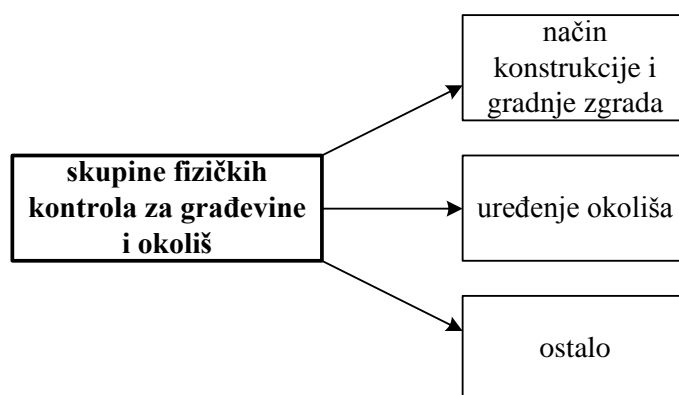 skupine fizičkih
kontrola za građevine
i okoliš
način
konstrukcije i
gradnje zgrada
uređenje okoliša
ostalo